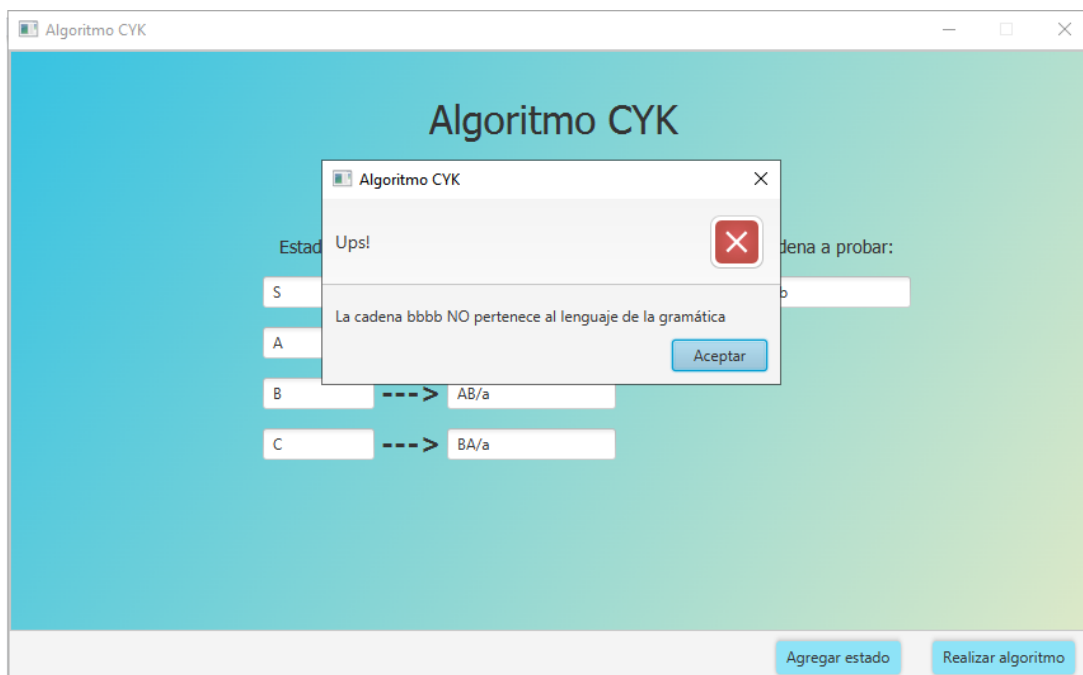 Algoritmo CYK
Algoritmo CYK
Algoritmo CYK
Ups!
La cadena bbbb NO pertenece al lenguaje de la gramática
Aceptar
a probar:
S
A
B ---> AB/a
C ---> BA/a
Agregar estado Realizar algoritmo